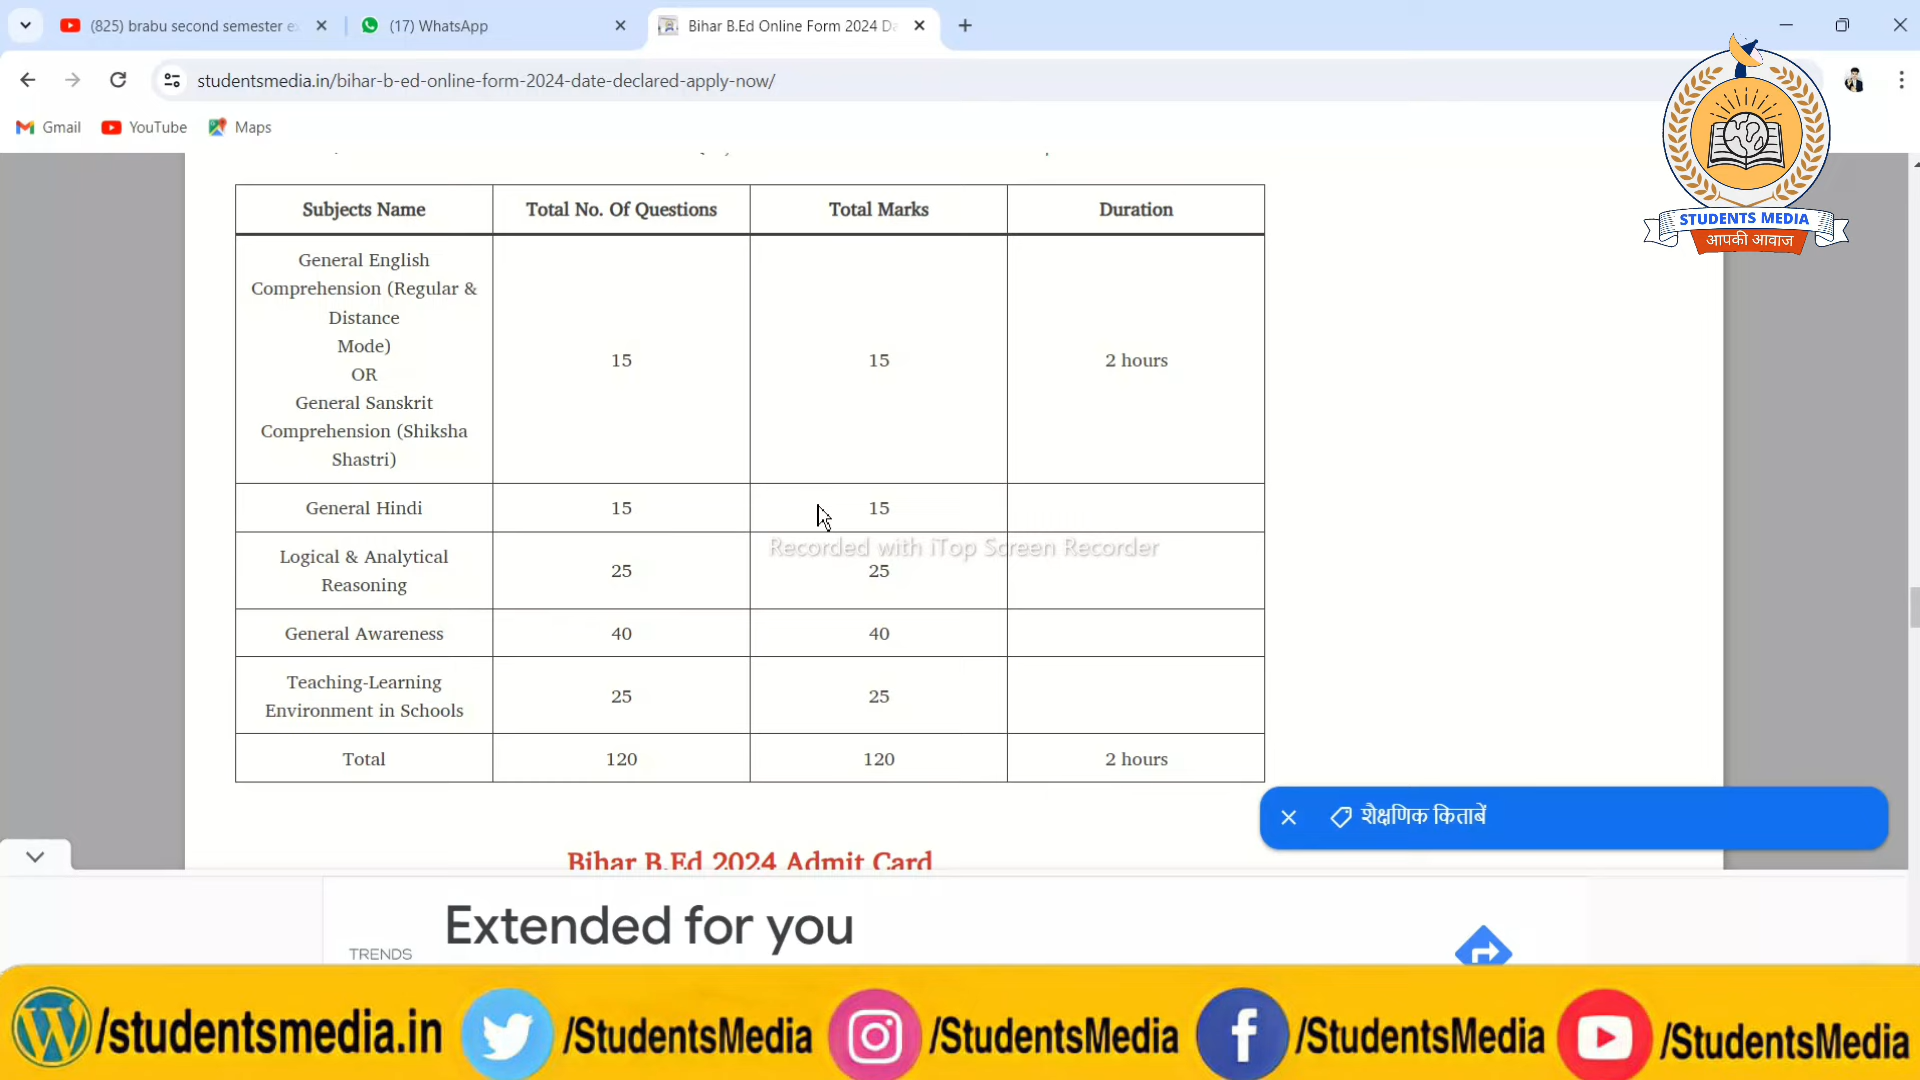 (825) brabu second semester e
(17) WhatsApp
Bihar B.Ed Online Form 2024 Da
studentsmedia.in/bihar-b-ed-online-form-2024-date-declared-apply-now/
Gmail
YouTube
Maps
STUDENTS MEDIA
आपकी आवाज
Subjects Name
Total No. Of Questions
Total Marks
Duration
General English
Comprehension (Regular &
Distance
Mode)
OR
General Sanskrit
Comprehension (Shiksha
Shastri)
15
15
2 hours
General Hindi
15
15
Recorded with iTop Screen Recorder
Logical & Analytical
Reasoning
25
25
General Awareness
40
40
Teaching-Learning
Environment in Schools
25
25
Total
120
120
2 hours
शैक्षणिक किताबें
Bihar B.Ed 2024 Admit Card
Extended for you
TRENDS
/studentsmedia.in
/StudentsMedia
/StudentsMedia
/StudentsMedia
/StudentsMedia